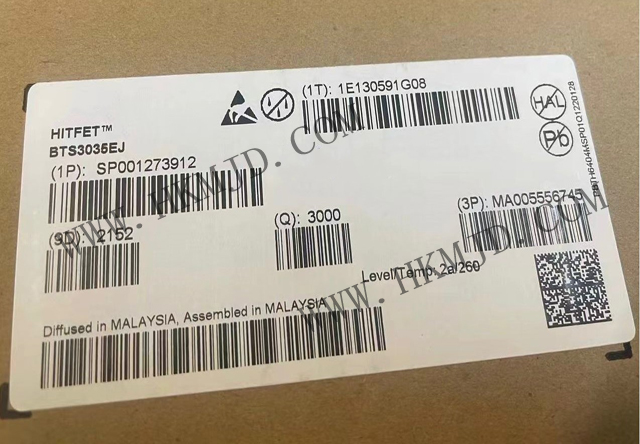 HITFET™
BTS3035EJ
(1P): SP001273912
(1T): 1E130591G08
HAL
Pb
(9D): 2152
(Q): 3000
(3P): MA005556745
Level/Temp: 2a/260
Diffused in MALAYSIA, Assembled in MALAYSIA
WWW.HKMJD.COM
WWW.HKMJD.COM